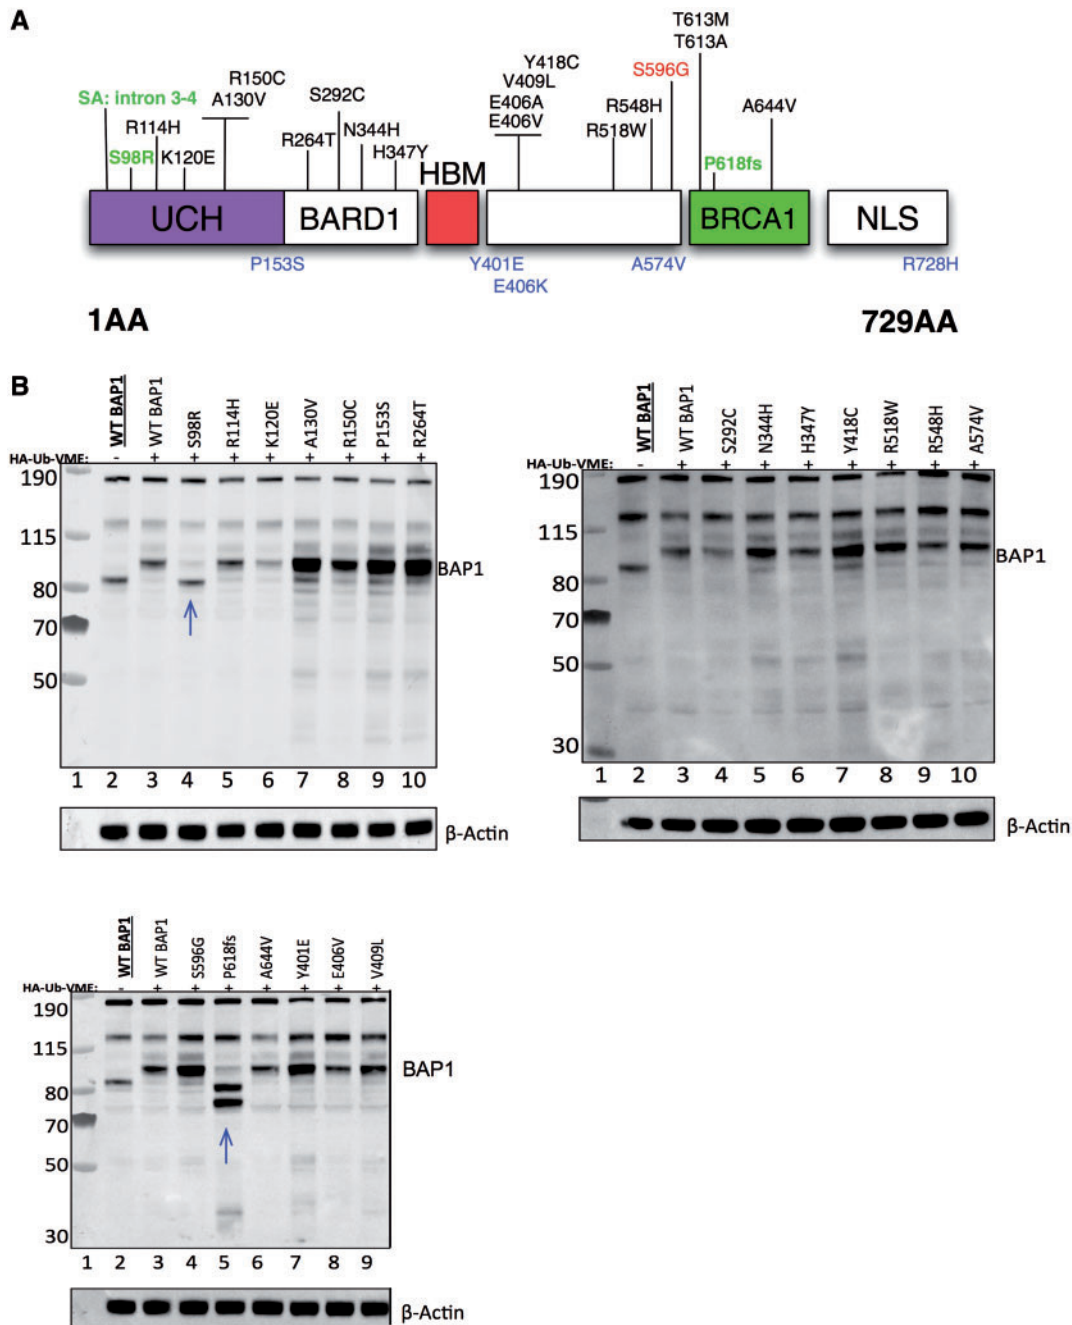 A
T613M
T613A
Y418C
V409L
E406A
E406V
S596G
R150C
A130V
S292C
SA: intron 3-4
R114H
S98R
K120E
R264T
N344H
H347Y
R548H
R518W
A644V
P618fs
HBM
UCH
BARD1
BRCA1
NLS
P153S
Y401E
E406K
A574V
R728H
1AA
729AA
B
WT BAP1
WT BAP1
S98R
R114H
K120E
A130V
R150C
P153S
R264T
HA-Ub-VME: - + + + + + + + +
190
115
80
70
50
BAP1
1 2 3 4 5 6 7 8 9 10
β-Actin
WT BAP1
WT BAP1
S292C
N344H
H347Y
Y418C
R518W
R548H
A574V
HA-Ub-VME: - + + + + + + + +
190
115
80
70
50
30
BAP1
1 2 3 4 5 6 7 8 9 10
β-Actin
WT BAP1
WT BAP1
S596G
P618fs
A644V
Y401E
E406V
V409L
HA-Ub-VME: - + + + + + + +
190
115
80
70
50
30
BAP1
1 2 3 4 5 6 7 8 9
β-Actin